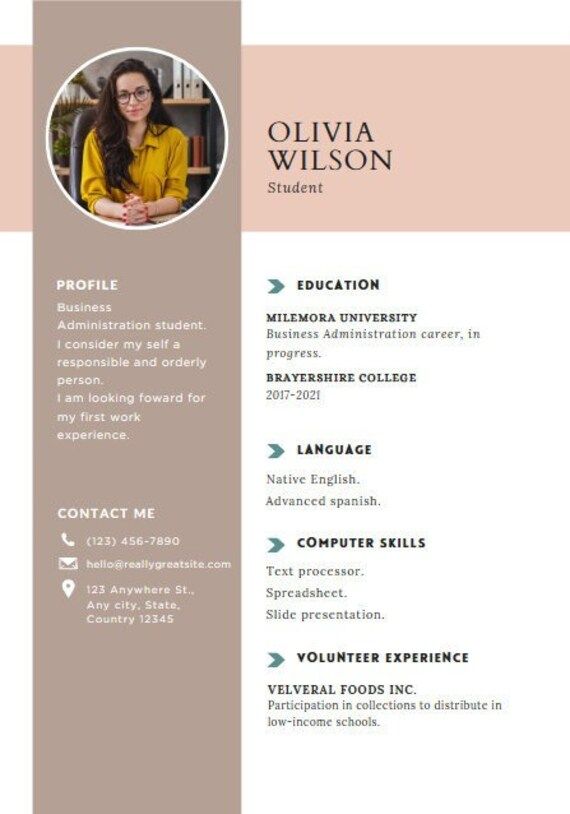 OLIVIA
WILSON
Student
PROFILE
Business
Administration student.
I consider my self a
responsible and orderly
person.
I am looking foward for
my first work
experience.
CONTACT ME
(123) 456-7890
hello@reallygreatsite.com
123 Anywhere St.,
Any city, State,
Country 12345
EDUCATION
MILEMORA UNIVERSITY
Business Administration career, in
progress.
BRAYERSHIRE COLLEGE
2017-2021
LANGUAGE
Native English.
Advanced spanish.
COMPUTER SKILLS
Text processor.
Spreadsheet.
Slide presentation.
VOLUNTEER EXPERIENCE
VELVERAL FOODS INC.
Participation in collections to distribute in
low-income schools.